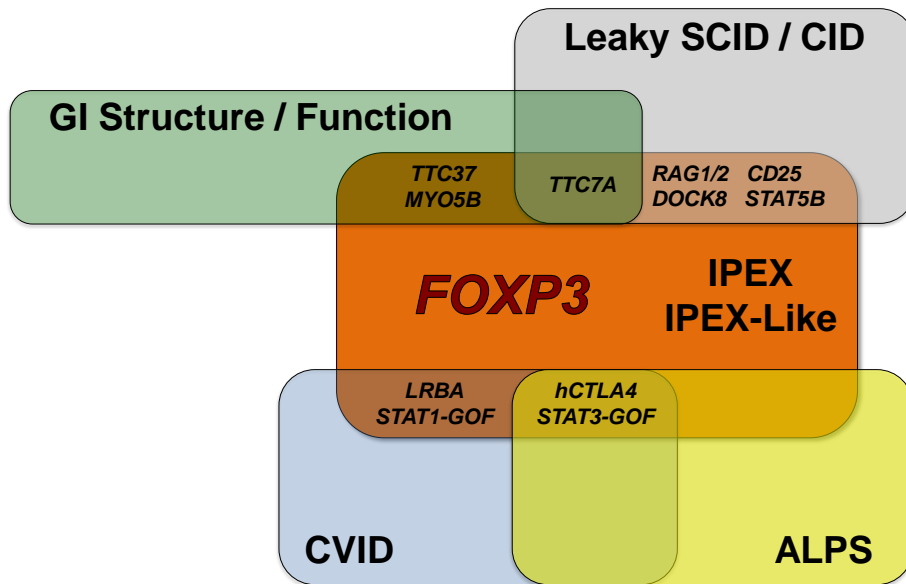 Leaky SCID / CID
GI Structure / Function
TTC37
MYO5B
TTC7A
RAG1/2 CD25
DOCK8 STAT5B
FOXP3
IPEX
IPEX-Like
LRBA
STAT1-GOF
hCTLA4
STAT3-GOF
CVID
ALPS